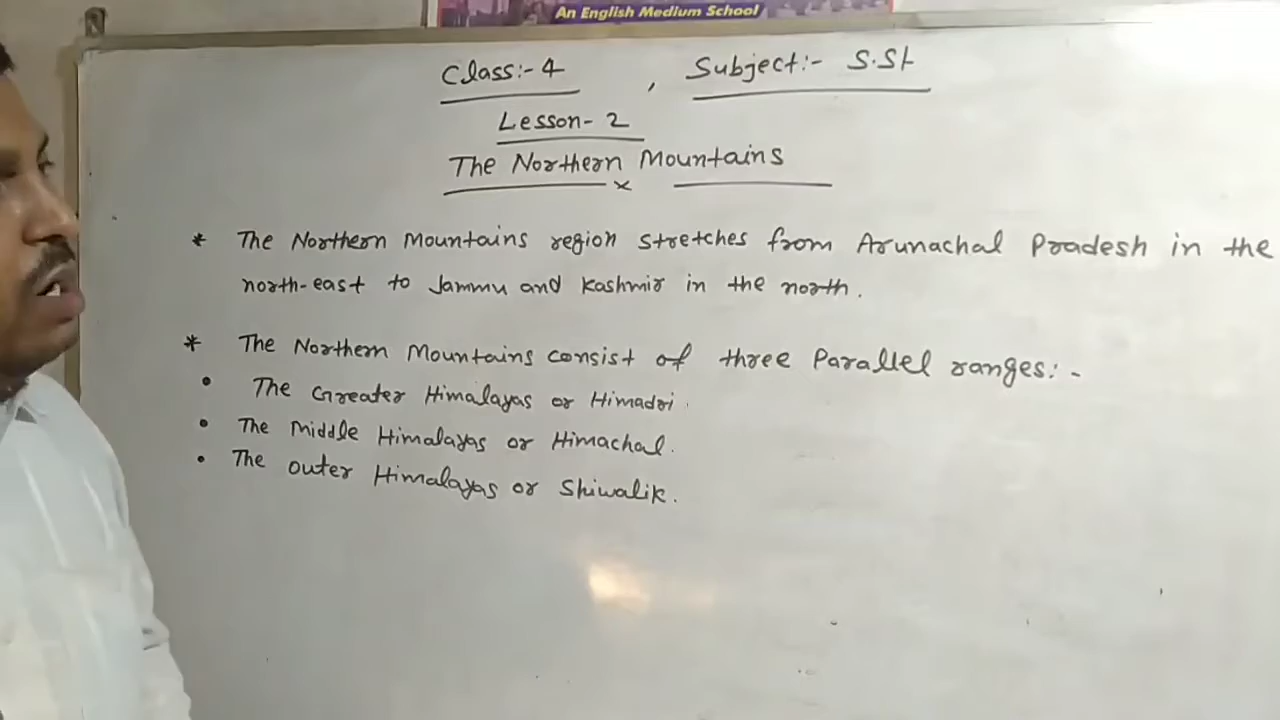 An English Medium School
Class:- 4 , Subject:- S.St
Lesson- 2
The Northern Mountains
* The Northern Mountains region stretches from Arunachal Pradesh in the
north-east to Jammu and Kashmir in the north.
* The Northern Mountains consist of three Parallel ranges:-
• The Greater Himalayas or Himadri.
• The Middle Himalayas or Himachal.
• The Outer Himalayas or Shiwalik.